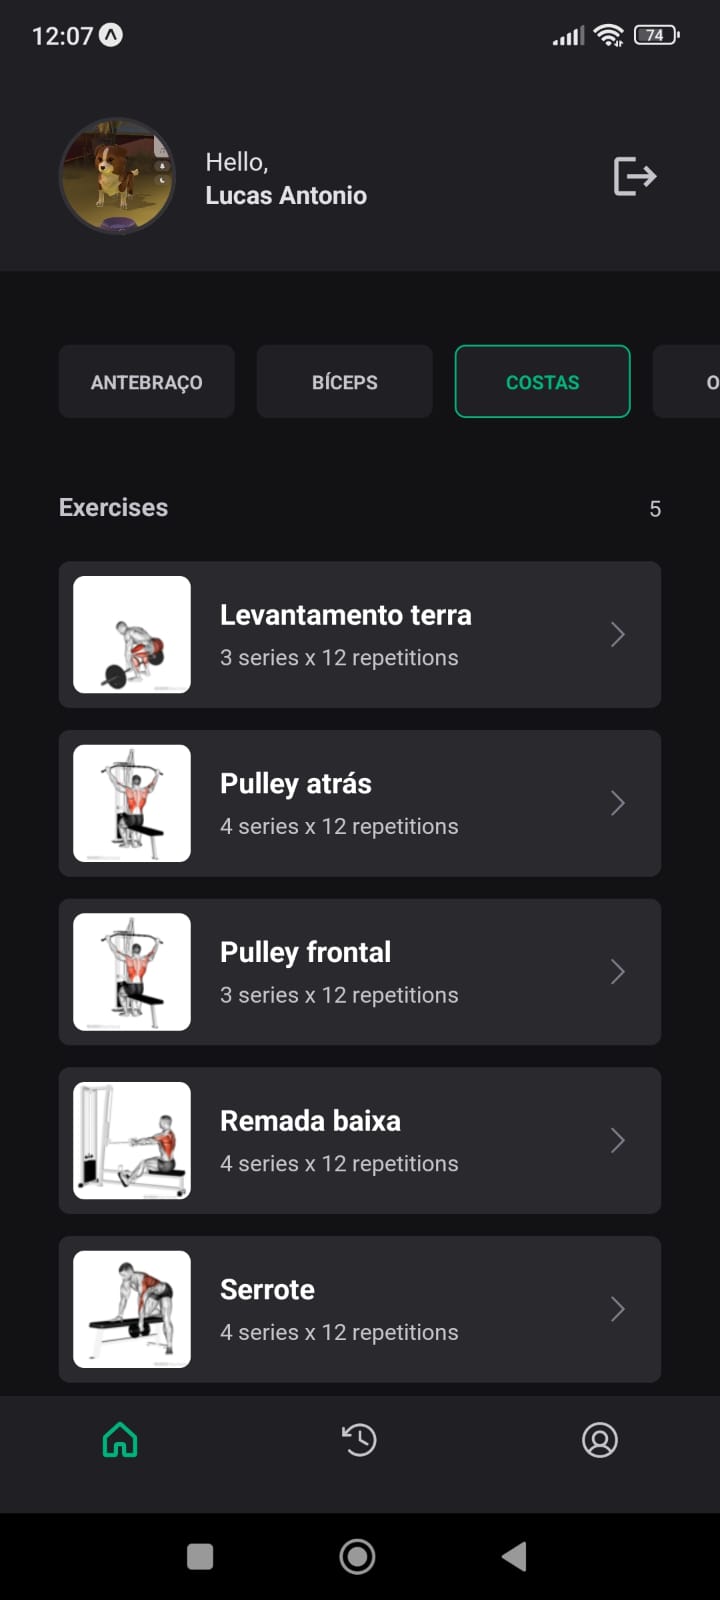 12:07
74
Hello,
Lucas Antonio
ANTEBRAÇO
BÍCEPS
COSTAS
O
Exercises
5
Levantamento terra
3 series x 12 repetitions
Pulley atrás
4 series x 12 repetitions
Pulley frontal
3 series x 12 repetitions
Remada baixa
4 series x 12 repetitions
Serrote
4 series x 12 repetitions